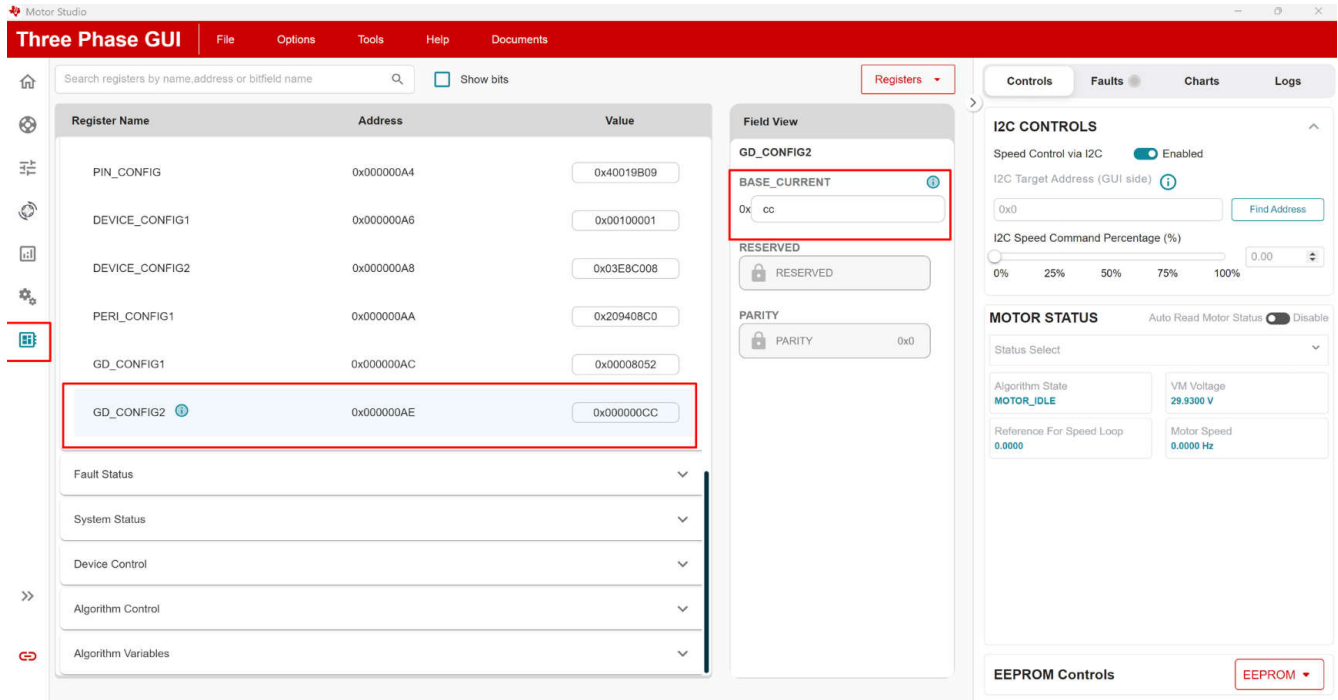 Motor Studio
Three Phase GUI File Options Tools Help Documents
Search registers by name,address or bitfield name Show bits Registers
Register Name Address Value
PIN_CONFIG 0x000000A4 0x40019B09
DEVICE_CONFIG1 0x000000A6 0x00100001
DEVICE_CONFIG2 0x000000A8 0x03E8C008
PERI_CONFIG1 0x000000AA 0x209408C0
GD_CONFIG1 0x000000AC 0x00008052
GD_CONFIG2 0x000000AE 0x000000CC
Fault Status
System Status
Device Control
Algorithm Control
Algorithm Variables
Field View
GD_CONFIG2
BASE_CURRENT
0x cc
RESERVED
RESERVED
PARITY
PARITY 0x0
Controls Faults Charts Logs
I2C CONTROLS
Speed Control via I2C Enabled
I2C Target Address (GUI side)
0x0 Find Address
I2C Speed Command Percentage (%)
0.00
0% 25% 50% 75% 100%
MOTOR STATUS Auto Read Motor Status Disable
Status Select
Algorithm State VM Voltage
MOTOR_IDLE 29.9300 V
Reference For Speed Loop Motor Speed
0.0000 0.0000 Hz
EEPROM Controls EEPROM